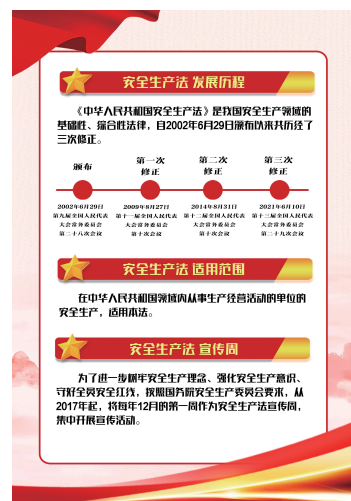 安全生产法 发展历程
《中华人民共和国安全生产法》是我国安全生产领域的
基础性、综合性法律，自2002年6月29日颁布以来共历经了
三次修正。
颁布
第一次
修正
第二次
修正
第三次
修正
2002年6月29日
第九届全国人民代表
大会常务委员会
第二十八次会议
2009年8月27日
第十一届全国人民代表
大会常务委员会
第十次会议
2014年8月31日
第十二届全国人民代表
大会常务委员会
第十次会议
2021年6月10日
第十三届全国人民代表
大会常务委员会
第二十九次会议
安全生产法 适用范围
在中华人民共和国领域内从事生产经营活动的单位的
安全生产，适用本法。
安全生产法 宣传周
为了进一步树牢安全生产理念、强化安全生产意识、
守好全员安全红线，按照国务院安全生产委员会要求，从
2017年起，将每年12月的第一周作为安全生产法宣传周，
集中开展宣传活动。